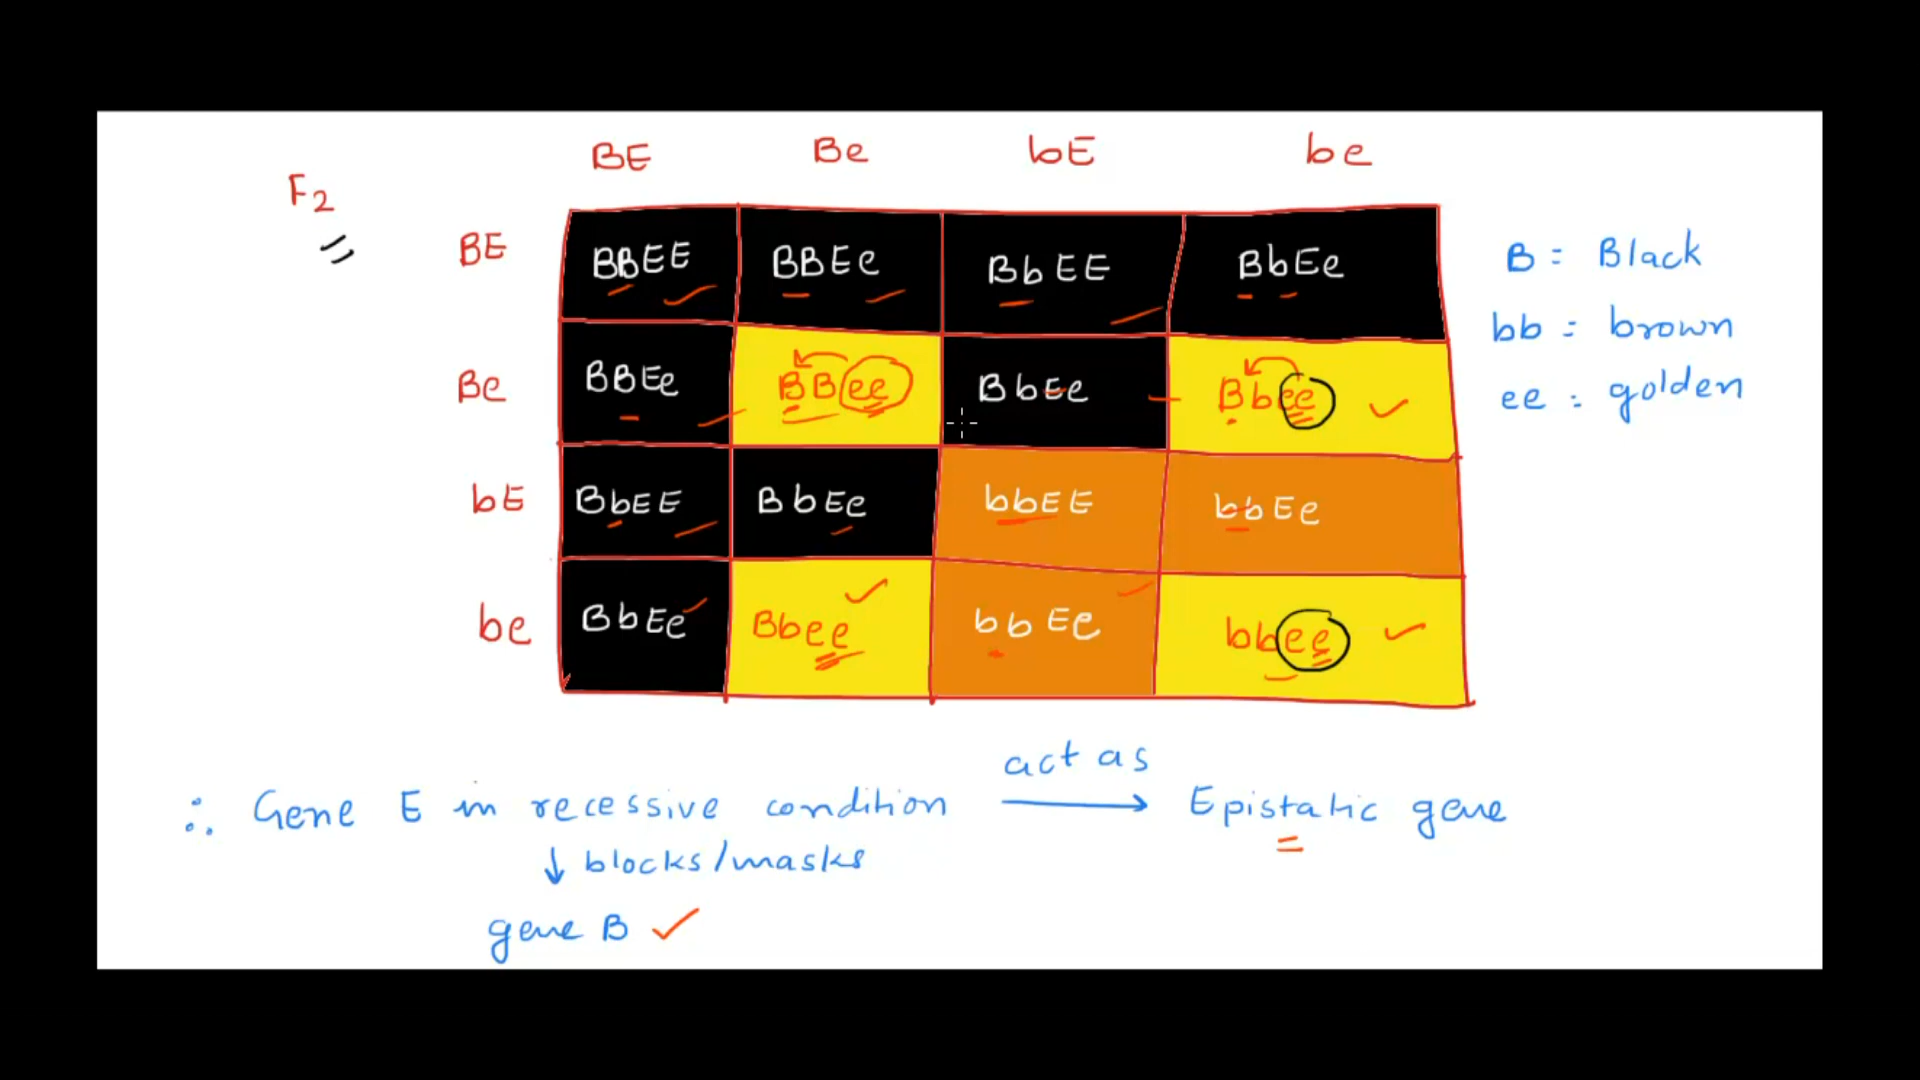 BE Be bE be
F2
BE BBEE BBEe BbEE BbEe B = Black
bb = brown
Be BBEe BBee BbEe Bbee ee = golden
bE BbEE BbEe bbEE bbEe
be BbEe Bbee bbEe bbee
act as
∴ Gene E in recessive condition → Epistatic gene
↓ blocks/masks
gene B ✓